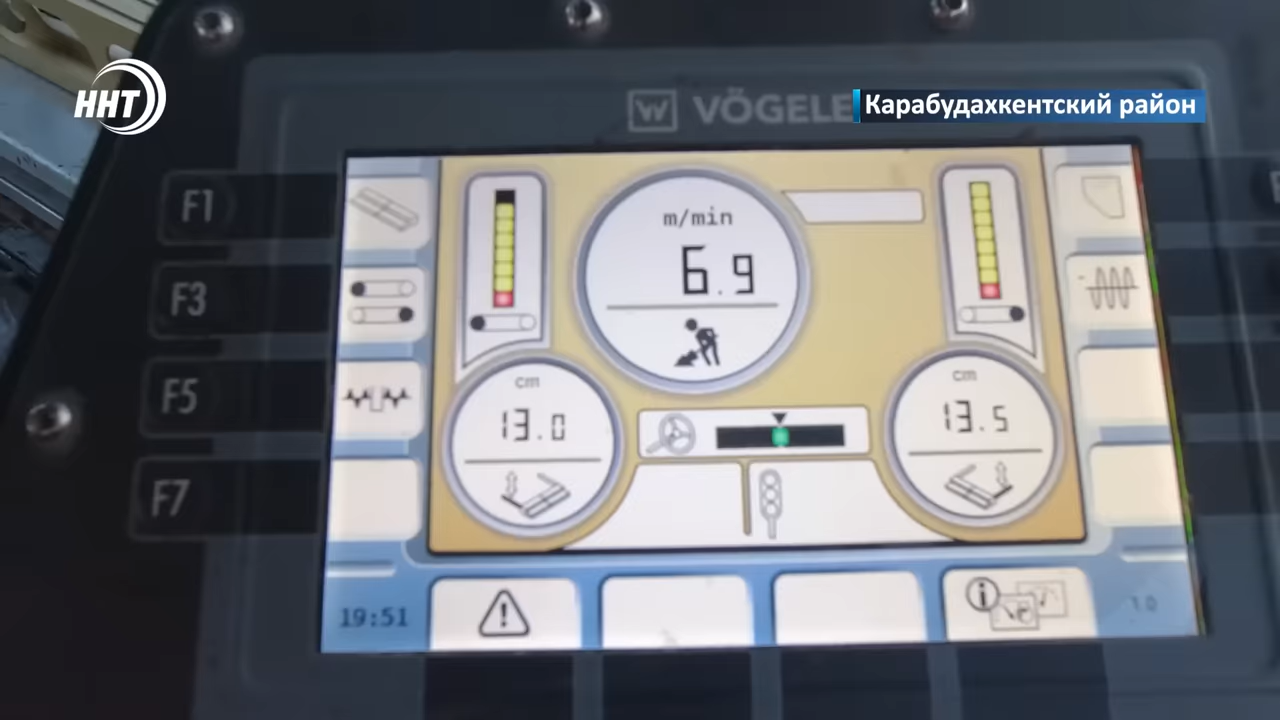 ННТ
VÖGELE
Карабудахкентский район
F1
F3
F5
F7
m/min
6.9
cm
13.0
cm
13.5
19:51
1.0